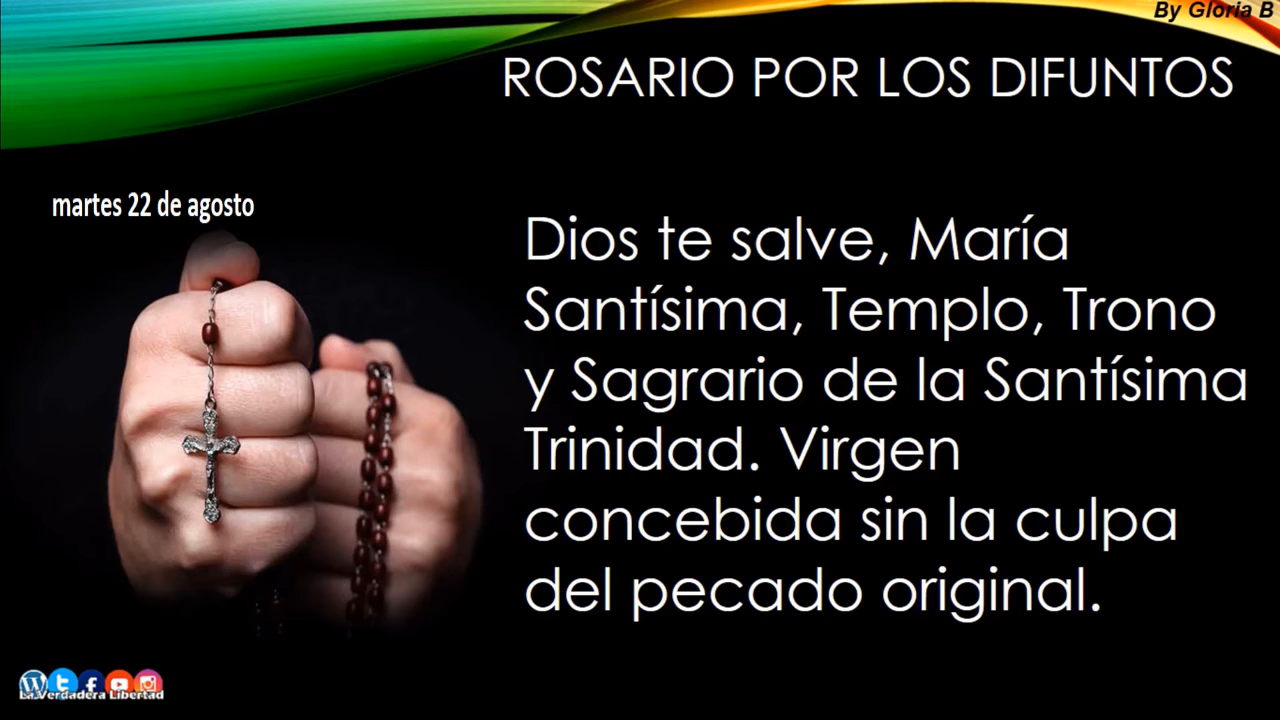 By Gloria B
ROSARIO POR LOS DIFUNTOS
martes 22 de agosto
Dios te salve, María
Santísima, Templo, Trono
y Sagrario de la Santísima
Trinidad. Virgen
concebida sin la culpa
del pecado original.
La Verdadera Libertad